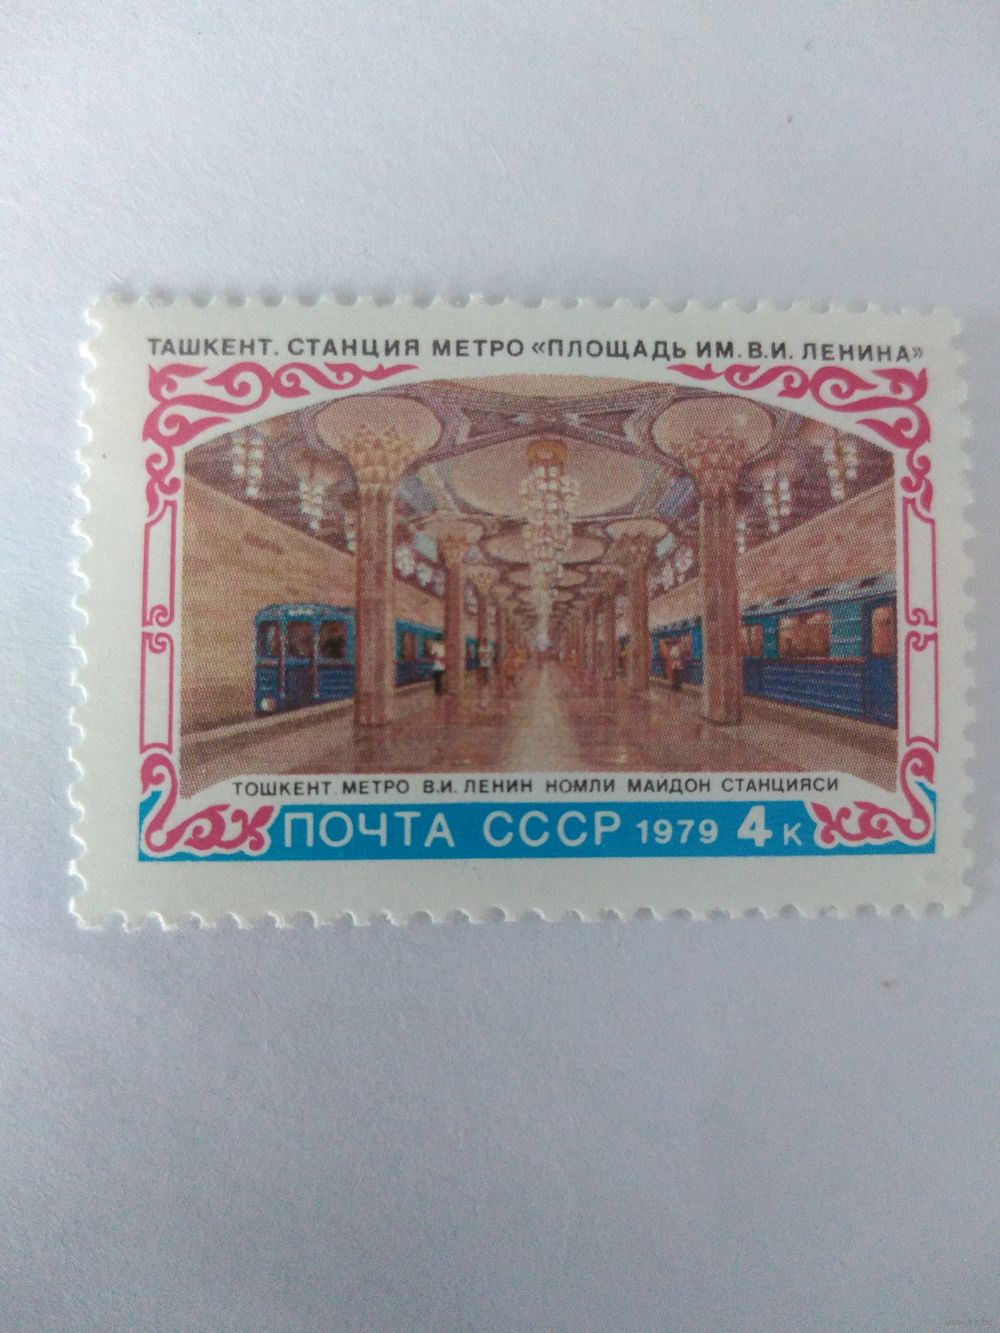 ТАШКЕНТ. СТАНЦИЯ МЕТРО «ПЛОЩАДЬ ИМ. В.И. ЛЕНИНА»
ТОШКЕНТ МЕТРО В.И. ЛЕНИН НОМЛИ МАЙДОН СТАНЦИЯСИ
ПОЧТА СССР 1979 4 К